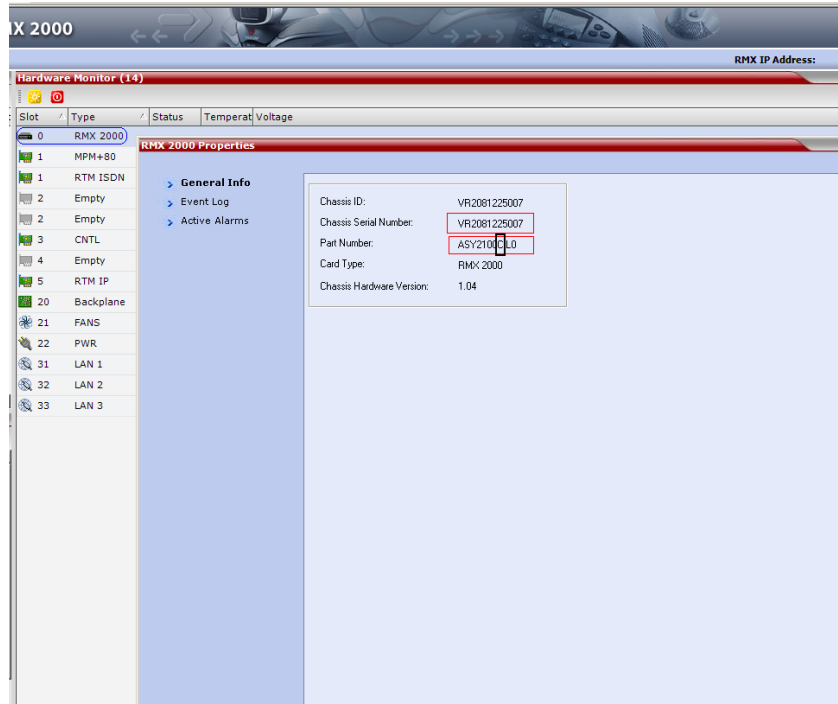 X 2000
RMX IP Address:
Hardware Monitor (14)
Slot Type Status Temperat Voltage
0 RMX 2000
1 MPM+80
1 RTM ISDN
2 Empty
2 Empty
3 CNTL
4 Empty
5 RTM IP
20 Backplane
21 FANS
22 PWR
31 LAN 1
32 LAN 2
33 LAN 3
RMX 2000 Properties
General Info
Event Log
Active Alarms
Chassis ID: VR2081225007
Chassis Serial Number: VR2081225007
Part Number:
Card Type: RMX 2000
Chassis Hardware Version: 1.04